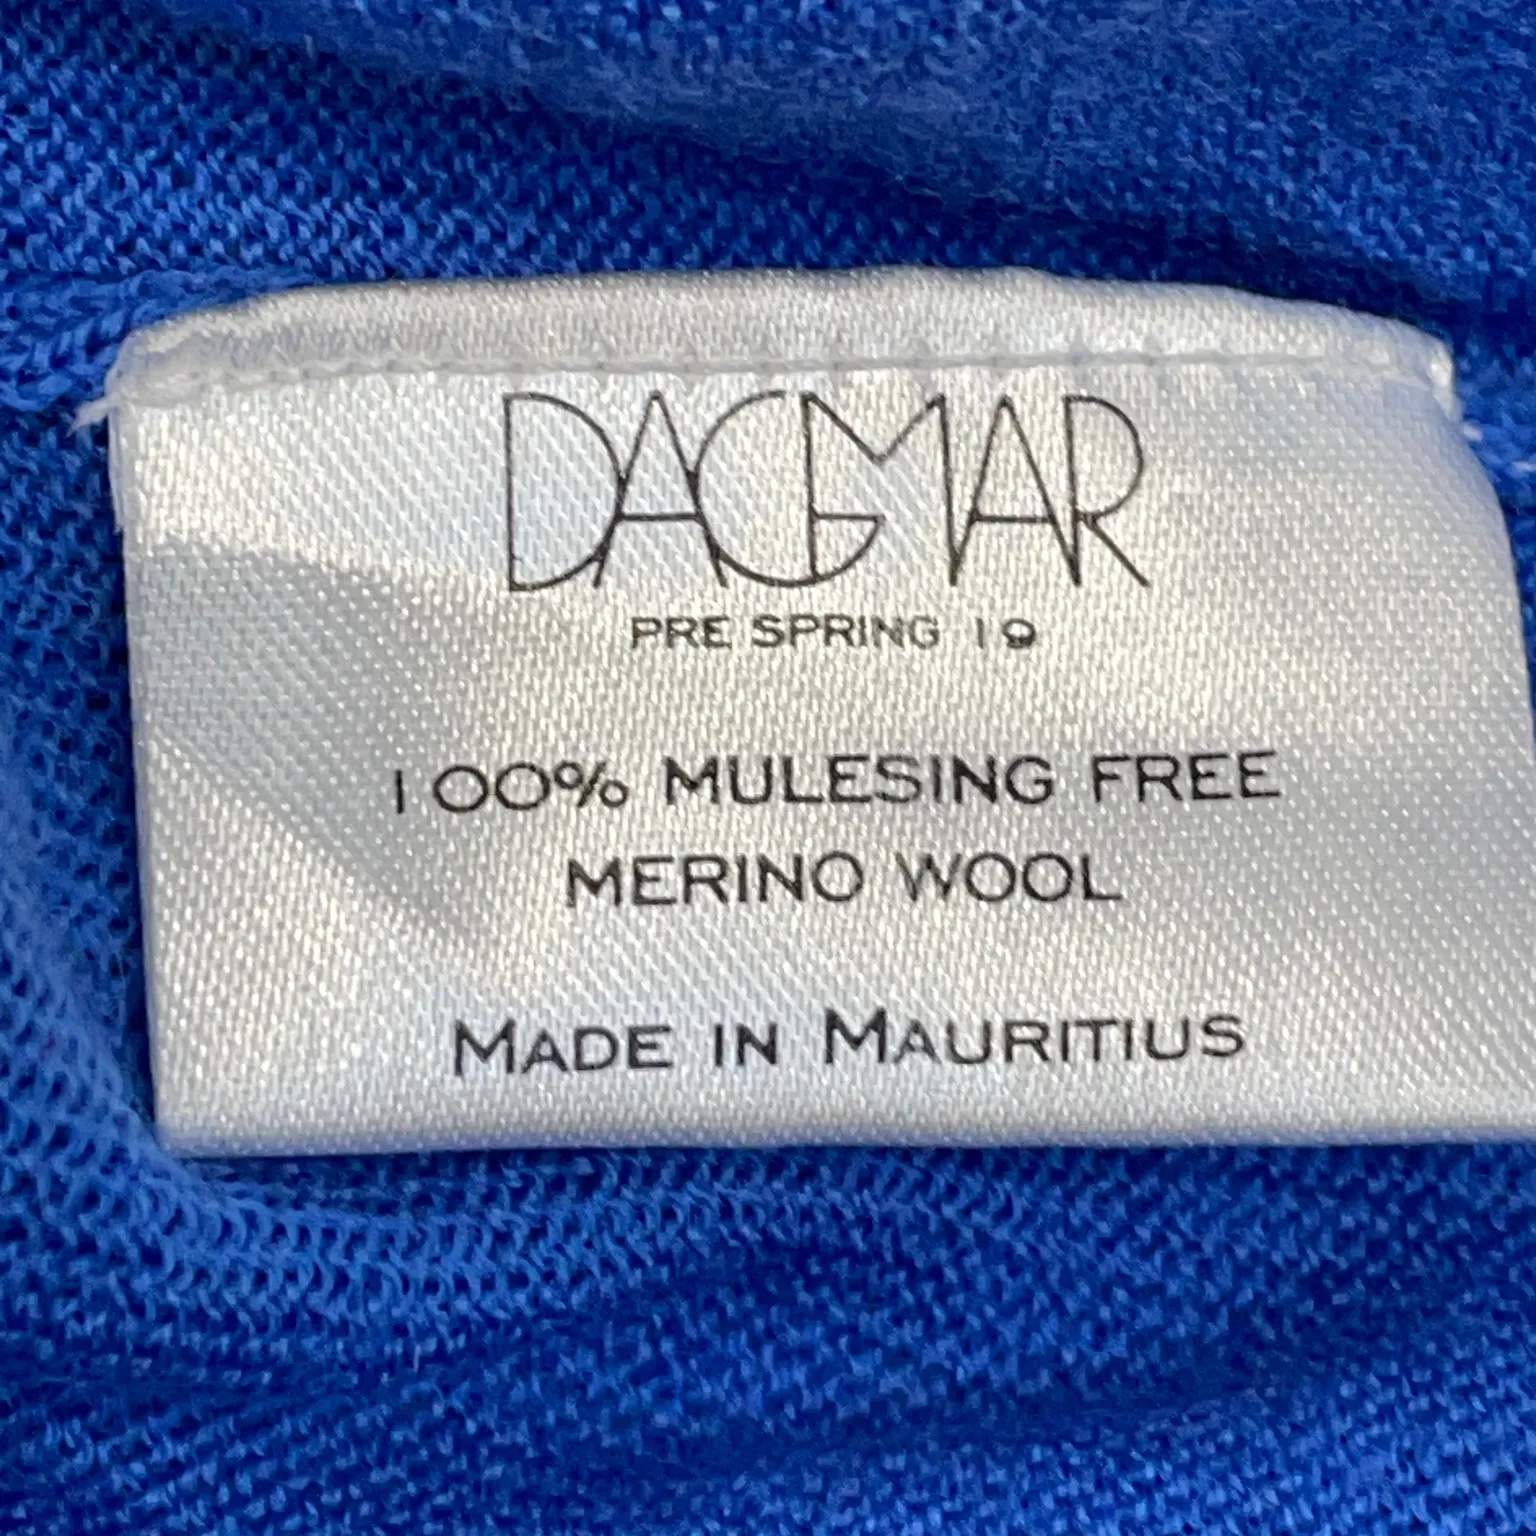 DAGMAR
PRE SPRING 19
100% MULESING FREE
MERINO WOOL
MADE IN MAURITIUS